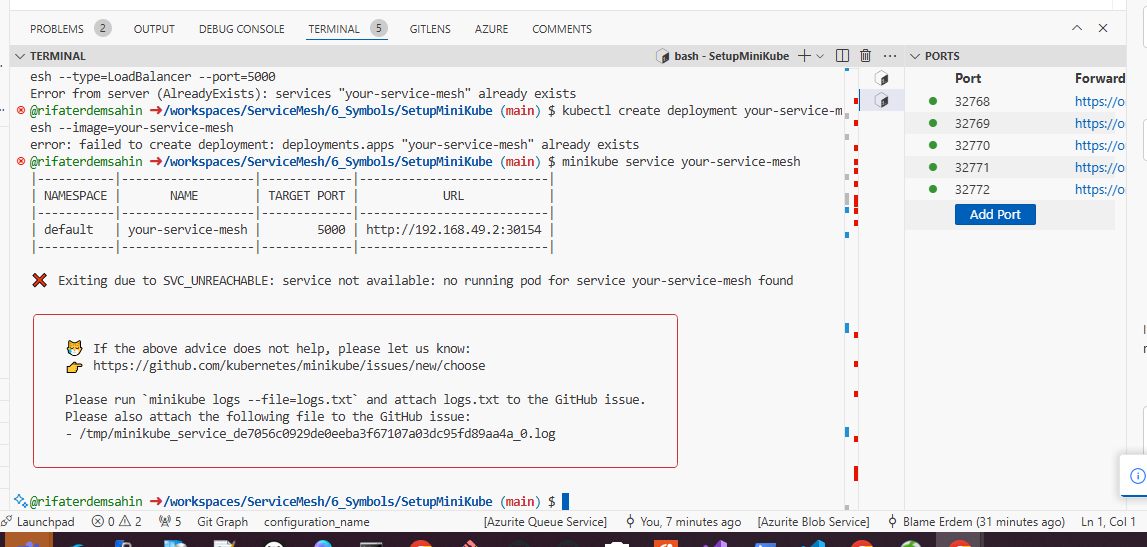 PROBLEMS 2 OUTPUT DEBUG CONSOLE TERMINAL 5 GITLENS AZURE COMMENTS
TERMINAL
bash - SetupMiniKube
esh --type=LoadBalancer --port=5000
Error from server (AlreadyExists): services "your-service-mesh" already exists
@rifaterdemsahin ➜/workspaces/ServiceMesh/6_Symbols/SetupMiniKube (main) $ kubectl create deployment your-service-m
esh --image=your-service-mesh
error: failed to create deployment: deployments.apps "your-service-mesh" already exists
@rifaterdemsahin ➜/workspaces/ServiceMesh/6_Symbols/SetupMiniKube (main) $ minikube service your-service-mesh
|-----------|-------------------|-------------|---------------------------|
| NAMESPACE | NAME | TARGET PORT | URL |
|-----------|-------------------|-------------|---------------------------|
| default | your-service-mesh | 5000 | http://192.168.49.2:30154 |
|-----------|-------------------|-------------|---------------------------|
❌ Exiting due to SVC_UNREACHABLE: service not available: no running pod for service your-service-mesh found
😿 If the above advice does not help, please let us know:
👉 https://github.com/kubernetes/minikube/issues/new/choose
Please run `minikube logs --file=logs.txt` and attach logs.txt to the GitHub issue.
Please also attach the following file to the GitHub issue:
- /tmp/minikube_service_de7056c0929de0eeba3f67107a03dc95fd89aa4a_0.log
@rifaterdemsahin ➜/workspaces/ServiceMesh/6_Symbols/SetupMiniKube (main) $
PORTS
Port Forward
32768 https://o
32769 https://o
32770 https://o
32771 https://o
32772 https://o
Add Port
Launchpad 0 2 5 Git Graph configuration_name [Azurite Queue Service] You, 7 minutes ago [Azurite Blob Service] Blame Erdem (31 minutes ago) Ln 1, Col 1